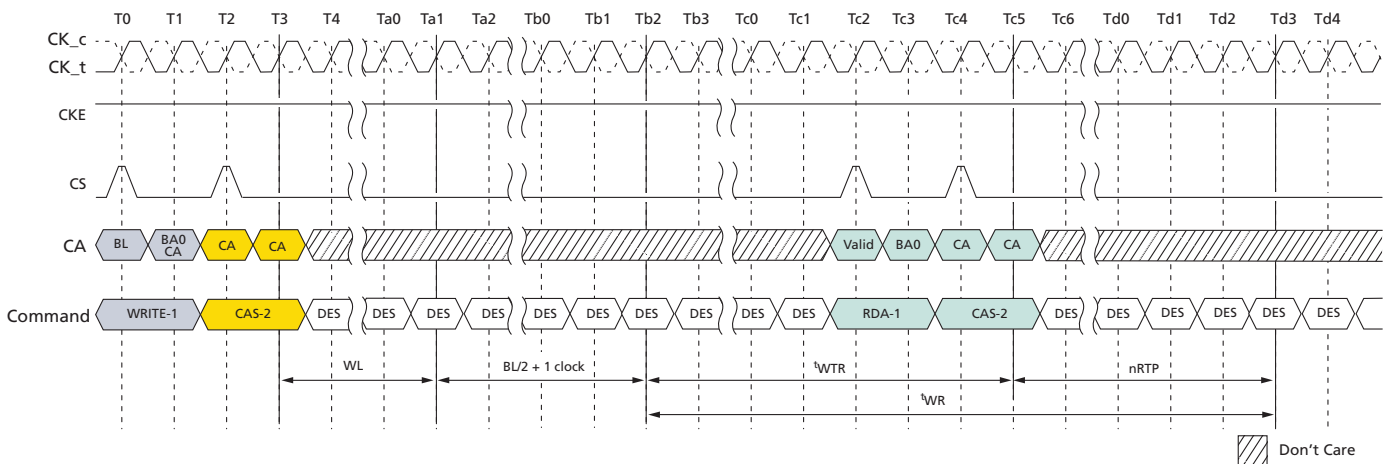 T0 T1 T2 T3 T4 Ta0 Ta1 Ta2 Tb0 Tb1 Tb2 Tb3 Tc0 Tc1 Tc2 Tc3 Tc4 Tc5 Tc6 Td0 Td1 Td2 Td3 Td4
CK_c
CK_t
CKE
CS
CA BL BA0 CA CA CA Valid BA0 CA CA
Command WRITE-1 CAS-2 DES DES DES DES DES DES DES DES DES DES RDA-1 CAS-2 DES DES DES DES DES DES
WL BL/2 + 1 clock tWTR nRTP
tWR
Don't Care